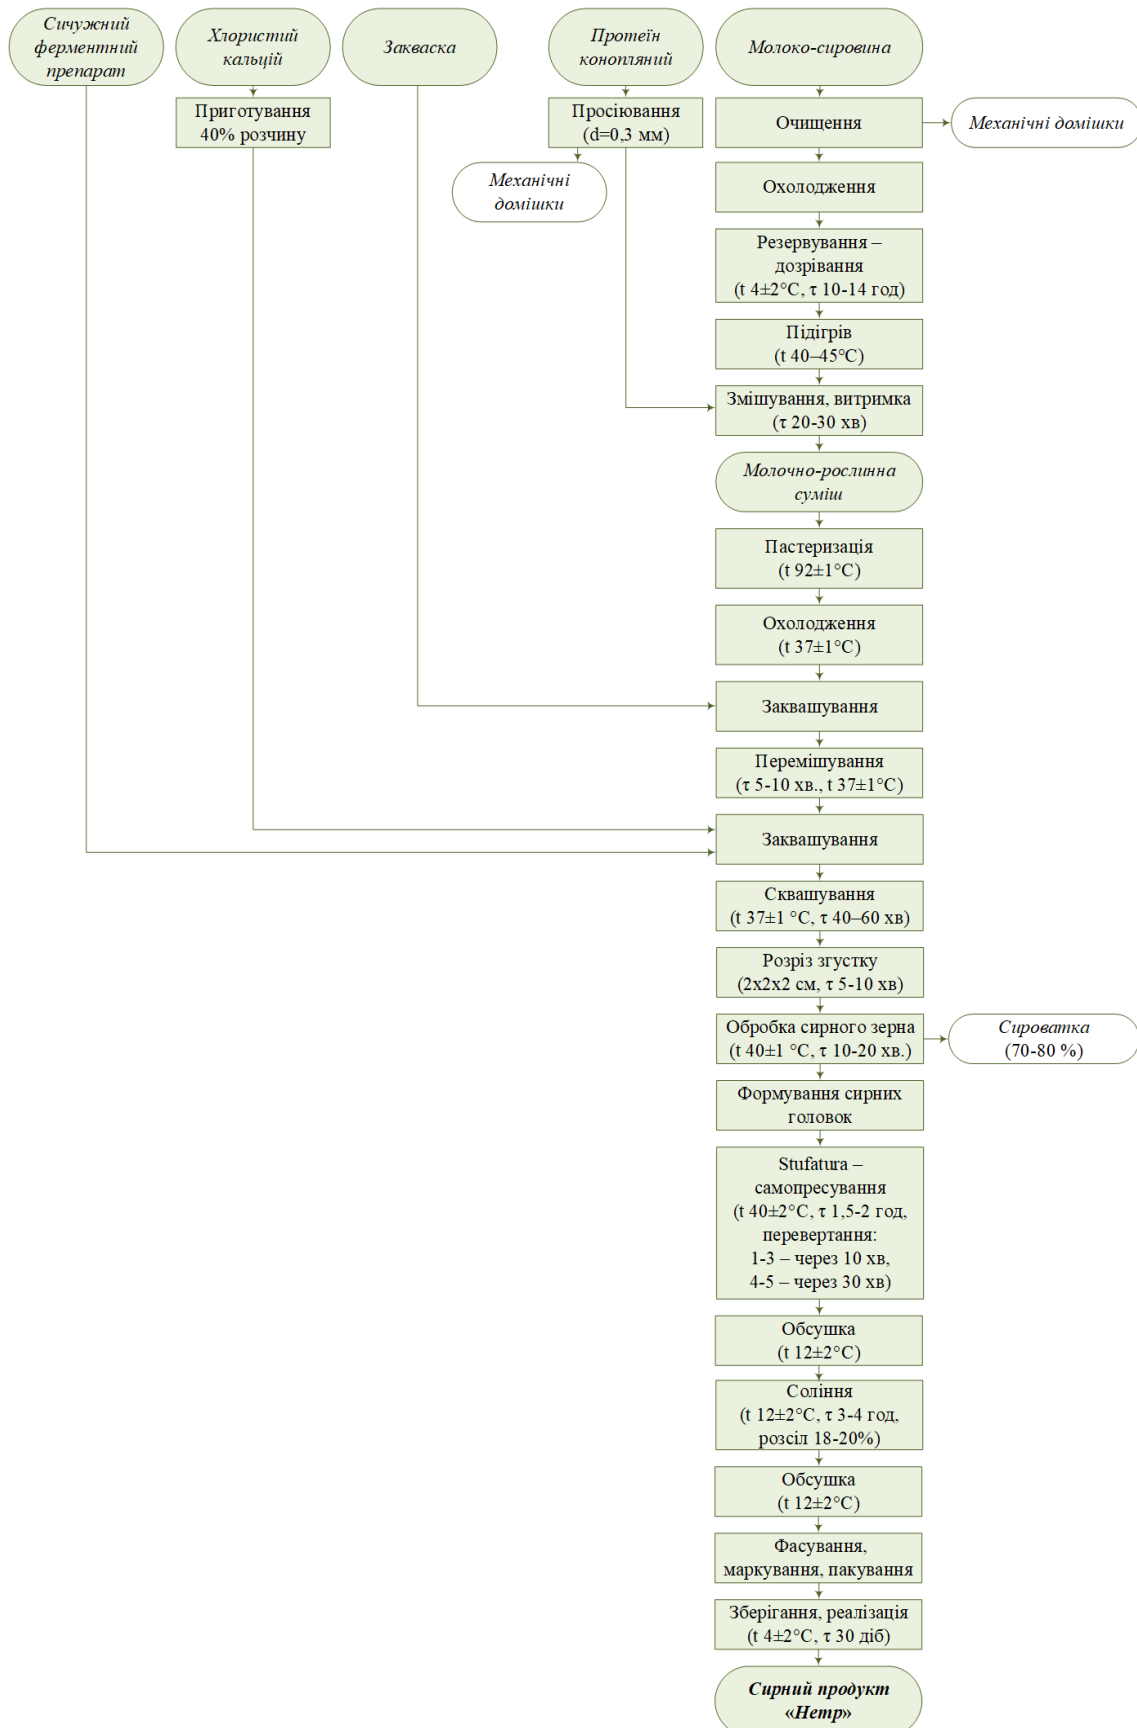 Сичужний
ферментний
препарат
Хлористий
кальцій
Закваска
Протеїн
конопляний
Молоко-сировина
Приготування
40% розчину
Просіювання
(d=0,3 мм)
Очищення
Механічні домішки
Механічні
домішки
Охолодження
Резервування –
дозрівання
(t 4±2°C, τ 10-14 год)
Підігрів
(t 40–45°C)
Змішування, витримка
(τ 20-30 хв)
Молочно-рослинна
суміш
Пастеризація
(t 92±1°C)
Охолодження
(t 37±1°C)
Заквашування
Перемішування
(τ 5-10 хв., t 37±1°C)
Заквашування
Сквашування
(t 37±1 °C, τ 40–60 хв)
Розріз згустку
(2х2х2 см, τ 5-10 хв)
Обробка сирного зерна
(t 40±1 °C, τ 10-20 хв.)
Сироватка
(70-80 %)
Формування сирних
головок
Stufatura –
самопресування
(t 40±2°C, τ 1,5-2 год,
перевертання:
1-3 – через 10 хв,
4-5 – через 30 хв)
Обсушка
(t 12±2°C)
Соління
(t 12±2°C, τ 3-4 год,
розсіл 18-20%)
Обсушка
(t 12±2°C)
Фасування,
маркування, пакування
Зберігання, реалізація
(t 4±2°C, τ 30 діб)
Сирний продукт
«Hemp»